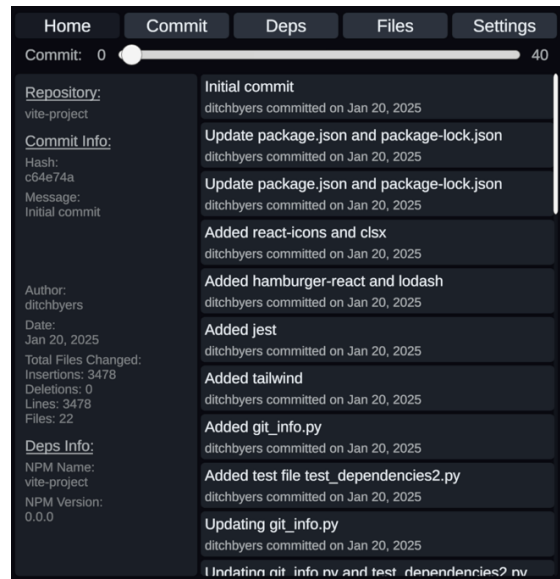 Home Commit Deps Files Settings
Commit: 0 40
Repository:
vite-project
Commit Info:
Hash:
c64e74a
Message:
Initial commit
Author:
ditchbyers
Date:
Jan 20, 2025
Total Files Changed:
Insertions: 3478
Deletions: 0
Lines: 3478
Files: 22
Deps Info:
NPM Name:
vite-project
NPM Version:
0.0.0
Initial commit
ditchbyers committed on Jan 20, 2025
Update package.json and package-lock.json
ditchbyers committed on Jan 20, 2025
Update package.json and package-lock.json
ditchbyers committed on Jan 20, 2025
Added react-icons and clsx
ditchbyers committed on Jan 20, 2025
Added hamburger-react and lodash
ditchbyers committed on Jan 20, 2025
Added jest
ditchbyers committed on Jan 20, 2025
Added tailwind
ditchbyers committed on Jan 20, 2025
Added git_info.py
ditchbyers committed on Jan 20, 2025
Added test file test_dependencies2.py
ditchbyers committed on Jan 20, 2025
Updating git_info.py
ditchbyers committed on Jan 20, 2025
Updating git_info.py and test_dependencies2.py